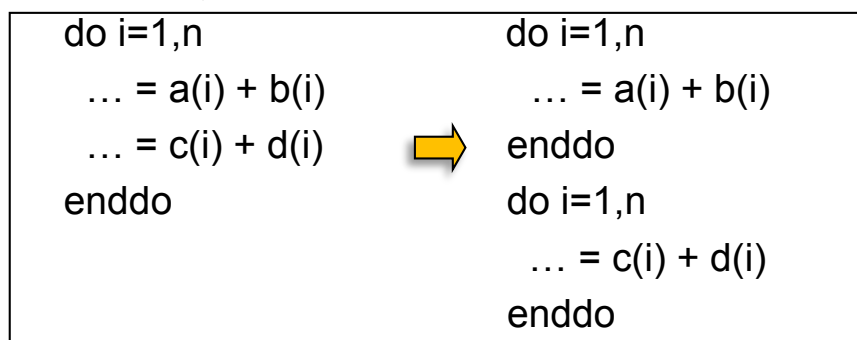 do i=1,n
… = a(i) + b(i)
… = c(i) + d(i)
enddo
do i=1,n
… = a(i) + b(i)
enddo
do i=1,n
… = c(i) + d(i)
enddo